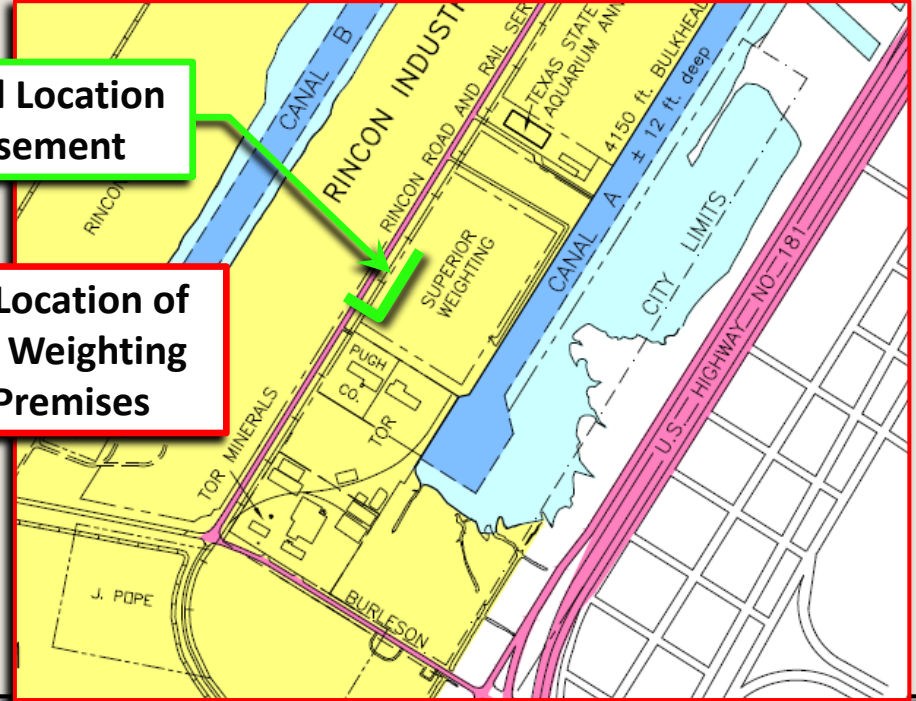 l Location
sement
Location of
Weighting
Premises
CANAL B
RINCON INDUSTR
RINCON ROAD AND RAIL SER
TEXAS STATE
AQUARIUM ANN
4150 ft. BULKHEAD
± 12 ft. deep
RINCON
SUPERIOR
WEIGHTING
CANAL A
CITY LIMITS
U.S. HIGHWAY NO 181
PUGH
CO.
TOR
TOR MINERALS
J. POPE
BURLESON